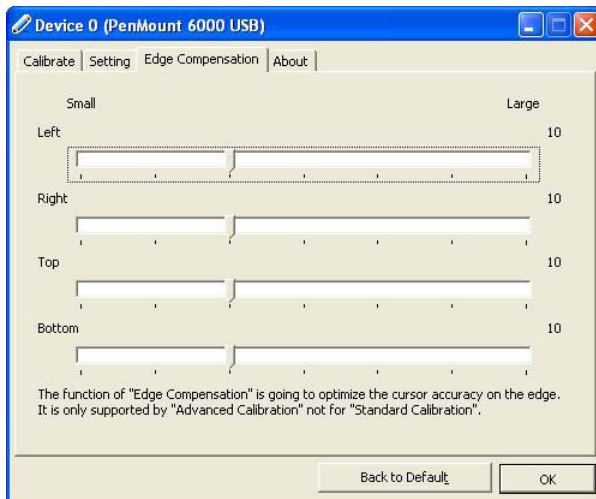 Device 0 (PenMount 6000 USB)
Calibrate Setting Edge Compensation About
Small Large
Left 10
Right 10
Top 10
Bottom 10
The function of "Edge Compensation" is going to optimize the cursor accuracy on the edge.
It is only supported by "Advanced Calibration" not for "Standard Calibration".
Back to Default OK